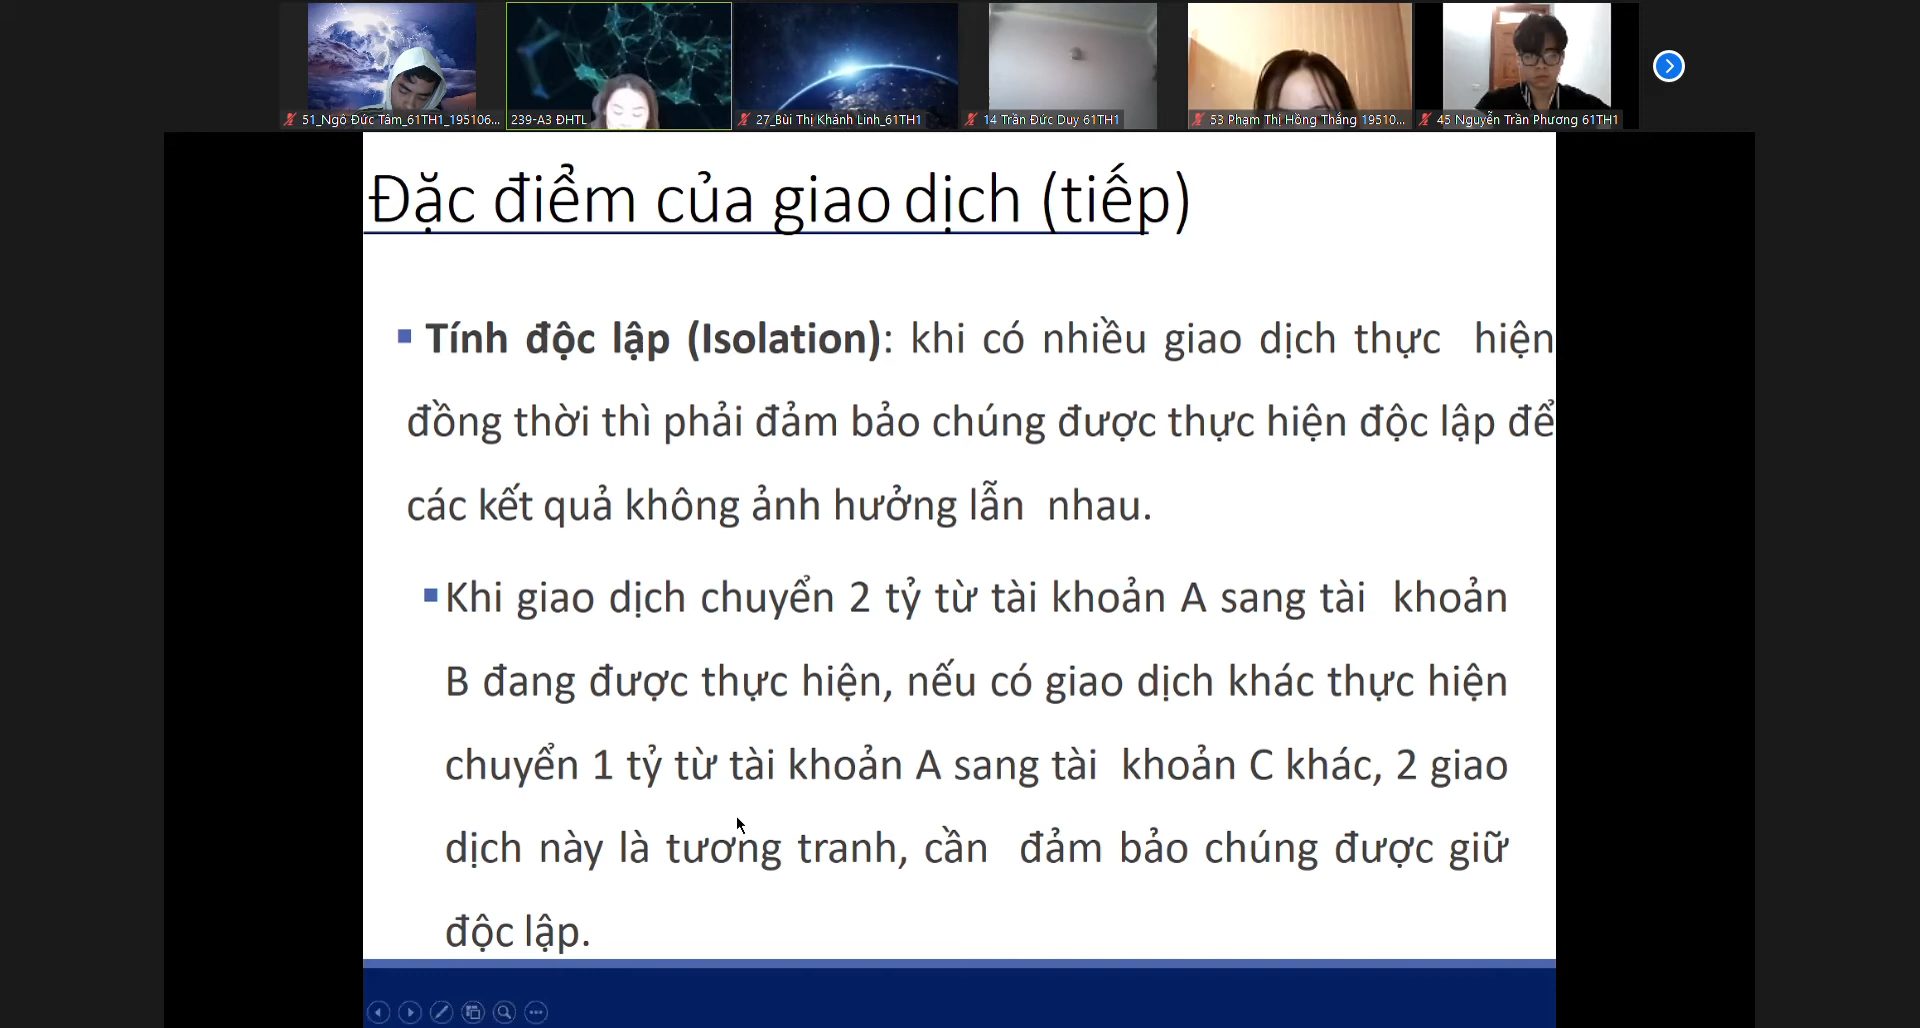 51_Ngô Đức Tâm_61TH1_195106...
239-A3 ĐHTL
27_Bùi Thị Khánh Linh_61TH1
14 Trần Đức Duy 61TH1
53 Phạm Thị Hồng Thắng 19510...
45 Nguyễn Trần Phương 61TH1
Đặc điểm của giao dịch (tiếp)
Tính độc lập (Isolation): khi có nhiều giao dịch thực hiện
đồng thời thì phải đảm bảo chúng được thực hiện độc lập để
các kết quả không ảnh hưởng lẫn nhau.
Khi giao dịch chuyển 2 tỷ từ tài khoản A sang tài khoản
B đang được thực hiện, nếu có giao dịch khác thực hiện
chuyển 1 tỷ từ tài khoản A sang tài khoản C khác, 2 giao
dịch này là tương tranh, cần đảm bảo chúng được giữ
độc lập.